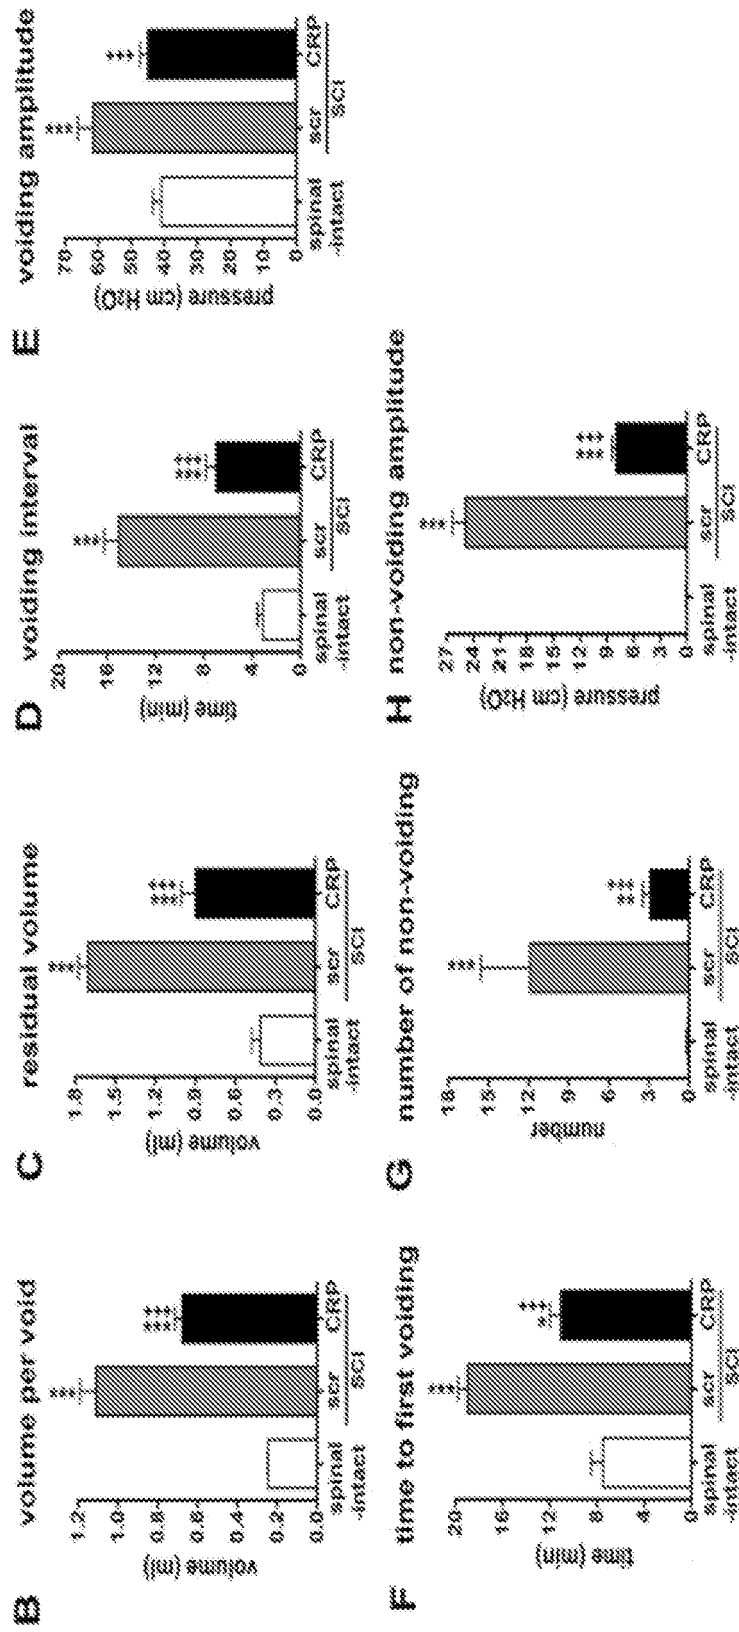 B volume per void
volume (ml)
1.2
1.0
0.8
0.6
0.4
0.2
0.0
***
***
+++
spinal
-intact
scr
CRP
SCI
C residual volume
volume (ml)
1.8
1.5
1.2
0.9
0.6
0.3
0.0
***
***
+++
spinal
-intact
scr
CRP
SCI
D voiding interval
time (min)
20
16
12
8
4
0
***
***
+++
spinal
-intact
scr
CRP
SCI
E voiding amplitude
pressure (cm H₂O)
70
60
50
40
30
20
10
0
***
+++
spinal
-intact
scr
CRP
SCI
F time to first voiding
time (min)
20
16
12
8
4
0
***
*
+++
spinal
-intact
scr
CRP
SCI
G number of non-voiding
number
18
15
12
9
6
3
0
***
**
+++
spinal
-intact
scr
CRP
SCI
H non-voiding amplitude
pressure (cm H₂O)
27
24
21
18
15
12
9
6
3
0
***
***
+++
spinal
-intact
scr
CRP
SCI